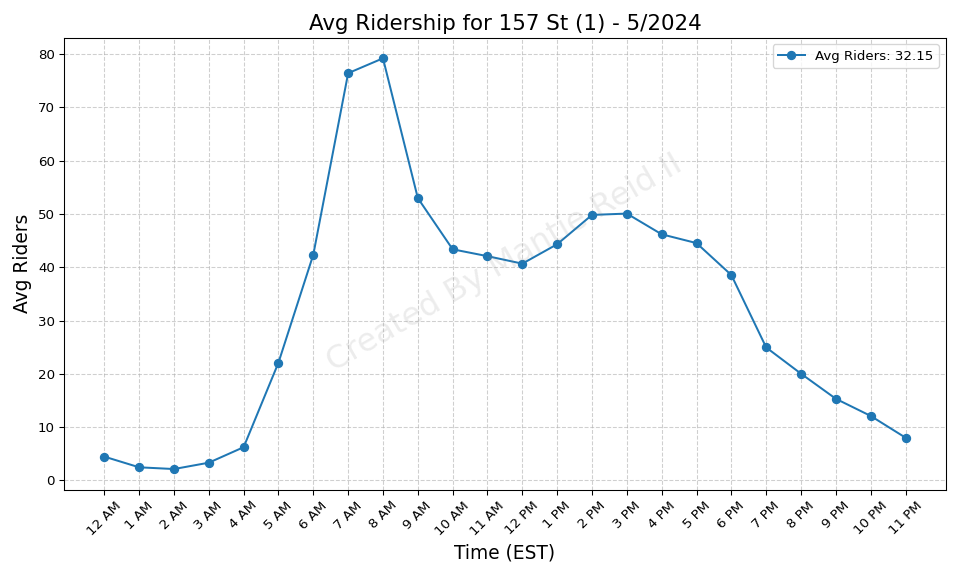 Avg Ridership for 157 St (1) - 5/2024
Avg Riders: 32.15
80
70
60
50
40
30
20
10
0
Avg Riders
Created By Mantie Reid II
12 AM
1 AM
2 AM
3 AM
4 AM
5 AM
6 AM
7 AM
8 AM
9 AM
10 AM
11 AM
12 PM
1 PM
2 PM
3 PM
4 PM
5 PM
6 PM
7 PM
8 PM
9 PM
10 PM
11 PM
Time (EST)